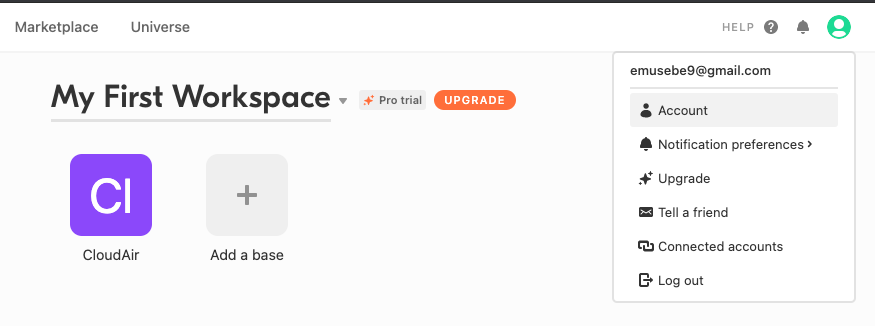 Marketplace Universe HELP
emusebe9@gmail.com
My First Workspace Pro trial UPGRADE
Account
Notification preferences
Upgrade
Tell a friend
Connected accounts
Log out
Cl
CloudAir Add a base